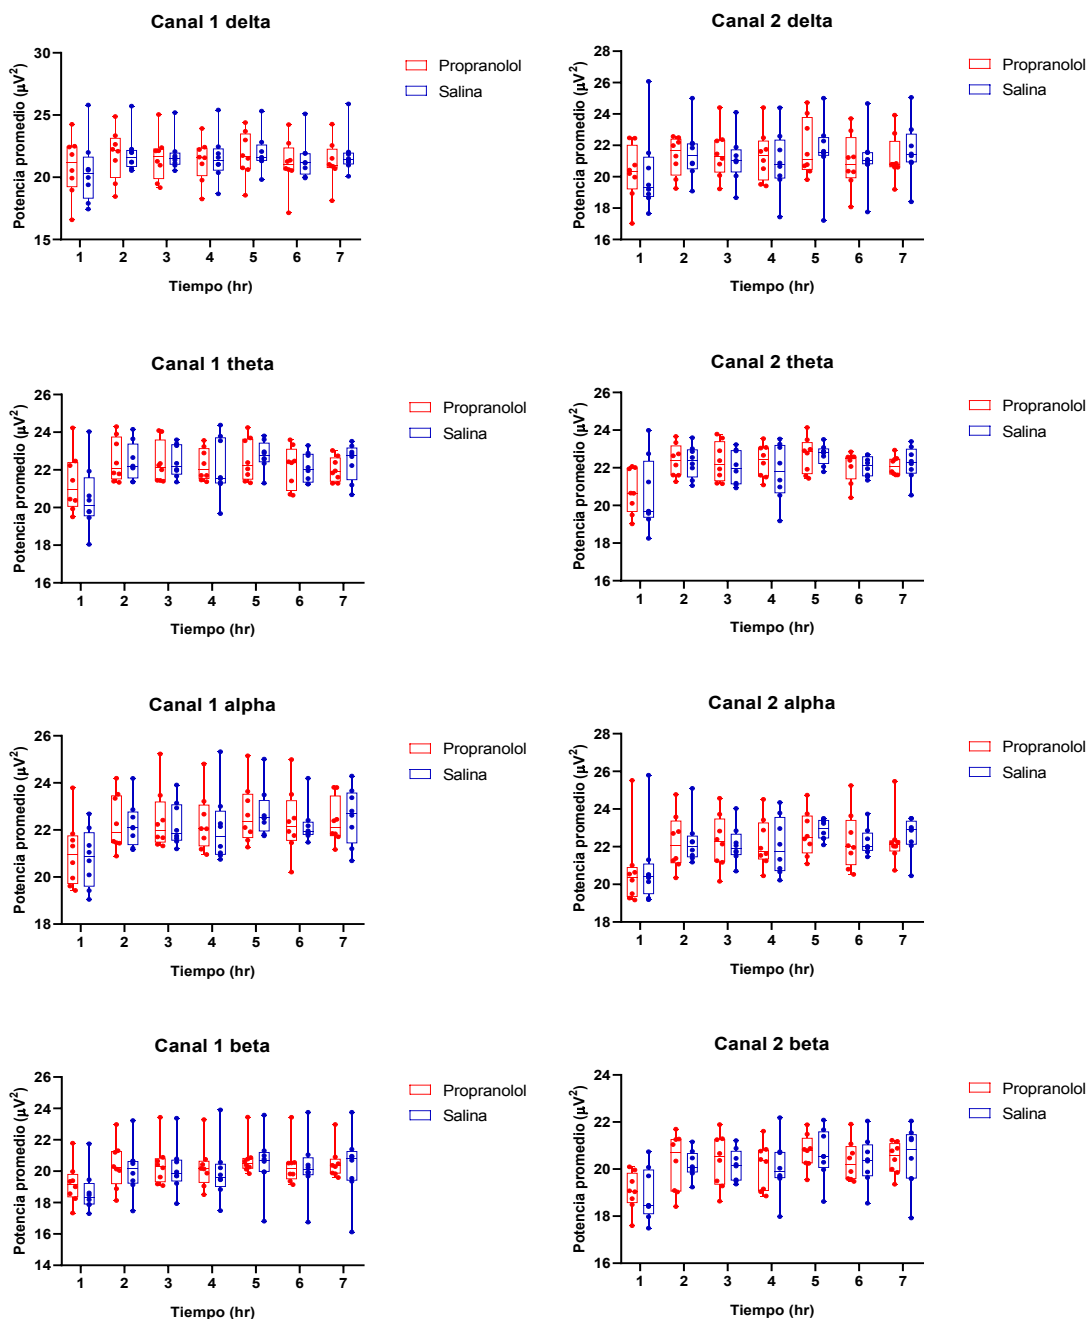 Canal 1 delta
Potencia promedio (µV²)
30
25
20
15
1 2 3 4 5 6 7
Tiempo (hr)
Propranolol
Salina
Canal 2 delta
Potencia promedio (µV²)
28
26
24
22
20
18
16
1 2 3 4 5 6 7
Tiempo (hr)
Propranolol
Salina
Canal 1 theta
Potencia promedio (µV²)
26
24
22
20
18
16
1 2 3 4 5 6 7
Tiempo (hr)
Propranolol
Salina
Canal 2 theta
Potencia promedio (µV²)
26
24
22
20
18
16
1 2 3 4 5 6 7
Tiempo (hr)
Propranolol
Salina
Canal 1 alpha
Potencia promedio (µV²)
26
24
22
20
18
1 2 3 4 5 6 7
Tiempo (hr)
Propranolol
Salina
Canal 2 alpha
Potencia promedio (µV²)
28
26
24
22
20
18
1 2 3 4 5 6 7
Tiempo (hr)
Propranolol
Salina
Canal 1 beta
Potencia promedio (µV²)
26
24
22
20
18
16
14
1 2 3 4 5 6 7
Tiempo (hr)
Propranolol
Salina
Canal 2 beta
Potencia promedio (µV²)
24
22
20
18
16
1 2 3 4 5 6 7
Tiempo (hr)
Propranolol
Salina